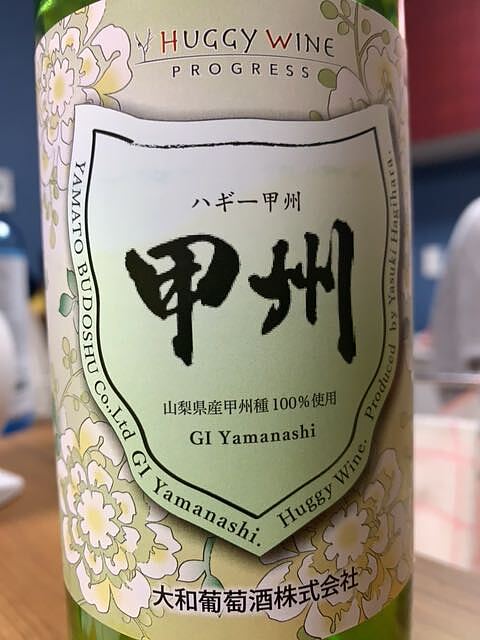 HUGGY WINE
PROGRESS
ハギー甲州
甲州
山梨県産甲州種100%使用
GI Yamanashi
YAMATO BUDOSHU Co.,Ltd GI Yamanashi. Huggy Wine. Produced by Yasuki Hagihara.
大和葡萄酒株式会社